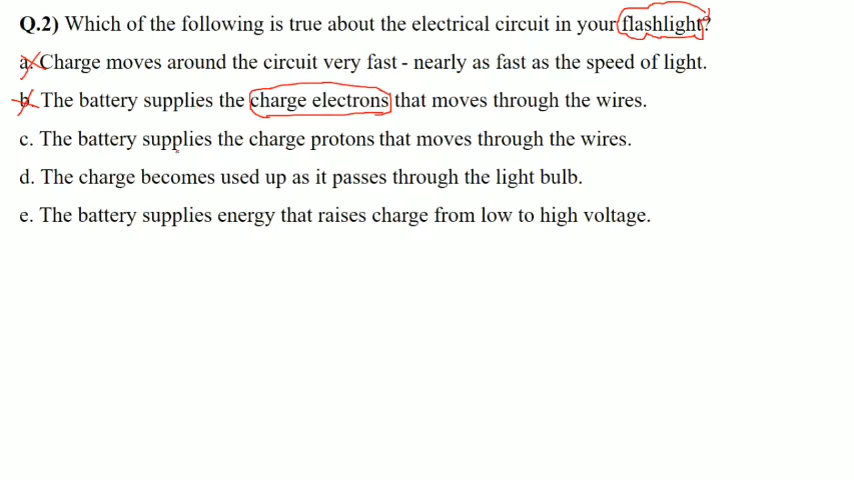 Q.2) Which of the following is true about the electrical circuit in your flashlight?
a. Charge moves around the circuit very fast - nearly as fast as the speed of light.
b. The battery supplies the charge electrons that moves through the wires.
c. The battery supplies the charge protons that moves through the wires.
d. The charge becomes used up as it passes through the light bulb.
e. The battery supplies energy that raises charge from low to high voltage.